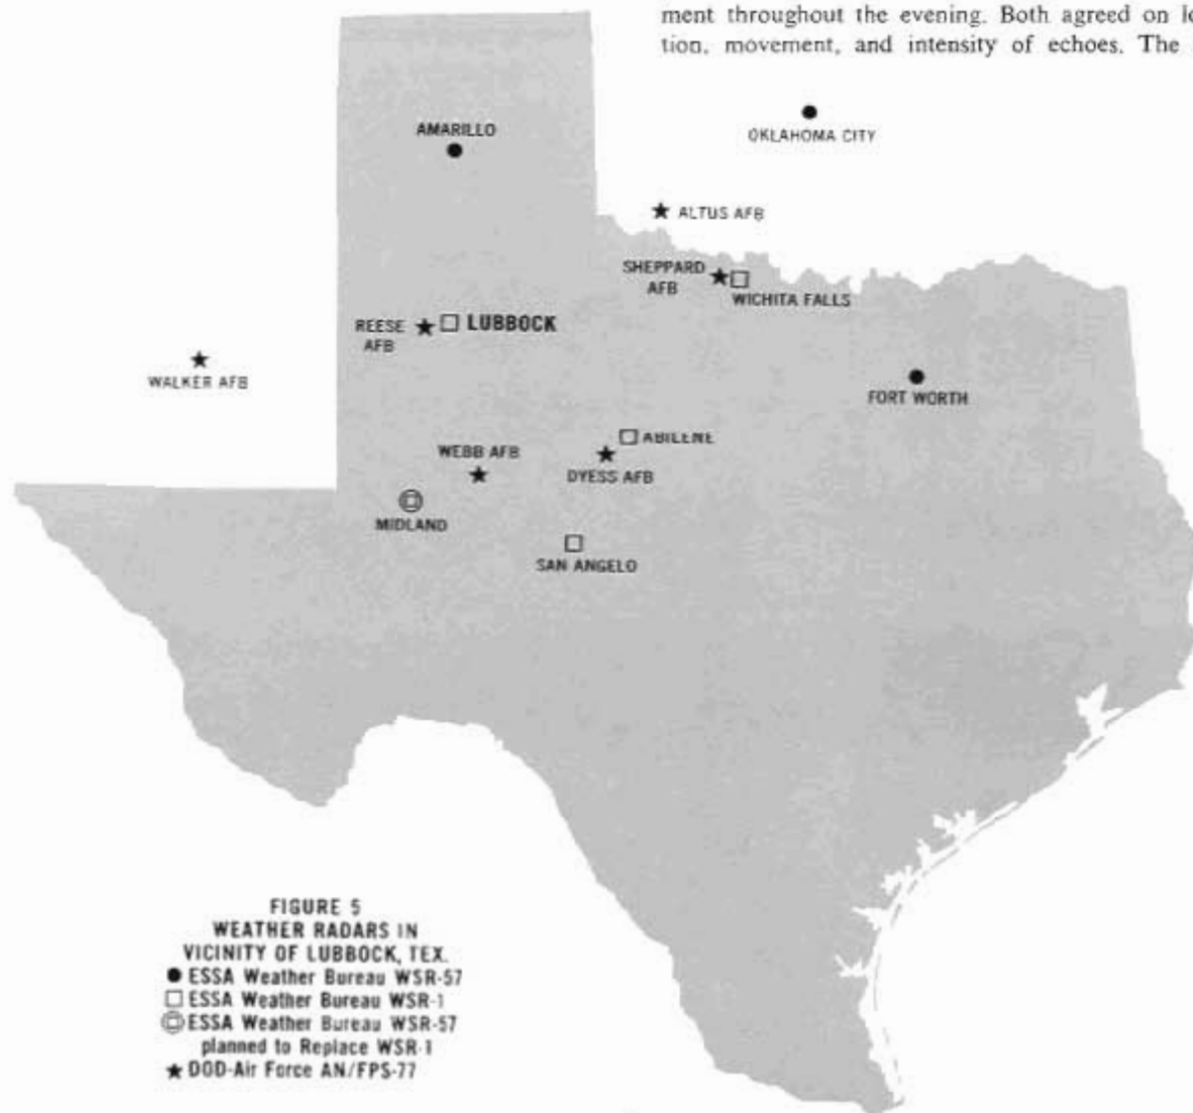 ment throughout the evening. Both agreed on lo
tion, movement, and intensity of echoes. The
OKLAHOMA CITY
AMARILLO
ALTUS AFB
SHEPPARD
AFB
WICHITA FALLS
REESE
AFB
LUBBOCK
WALKER AFB
FORT WORTH
ABILENE
WEBB AFB
DYESS AFB
MIDLAND
SAN ANGELO
FIGURE 5
WEATHER RADARS IN
VICINITY OF LUBBOCK, TEX.
ESSA Weather Bureau WSR-57
ESSA Weather Bureau WSR-1
ESSA Weather Bureau WSR-57
planned to Replace WSR-1
DOD-Air Force AN/FPS-77